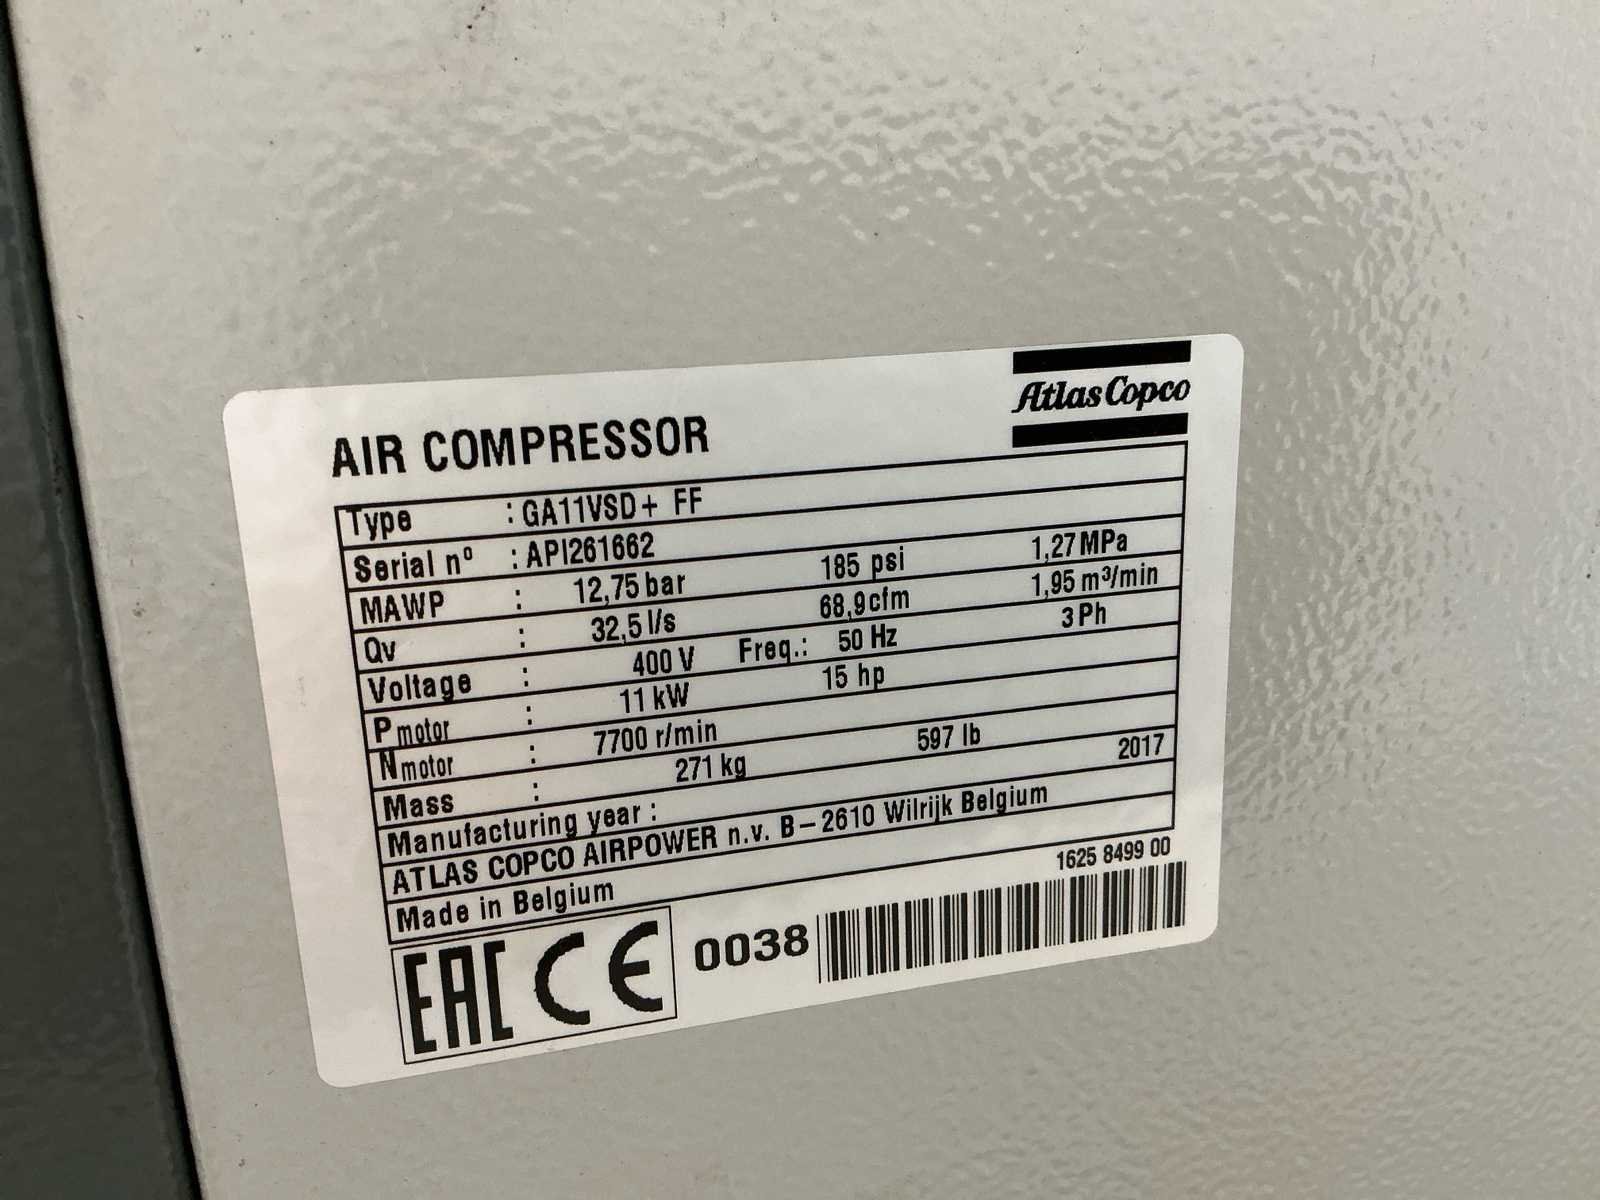 Atlas Copco
AIR COMPRESSOR
Type : GA11VSD+ FF
Serial nº : API261662
MAWP : 12,75 bar 185 psi 1,27 MPa
Qv : 32,5 l/s 68,9cfm 1,95 m³/min
Voltage : 400 V Freq.: 50 Hz 3 Ph
P motor : 11 kW 15 hp
N motor : 7700 r/min
Mass : 271 kg 597 lb
Manufacturing year : 2017
ATLAS COPCO AIRPOWER n.v. B-2610 Wilrijk Belgium
Made in Belgium
1625 8499 00
EAC CE 0038